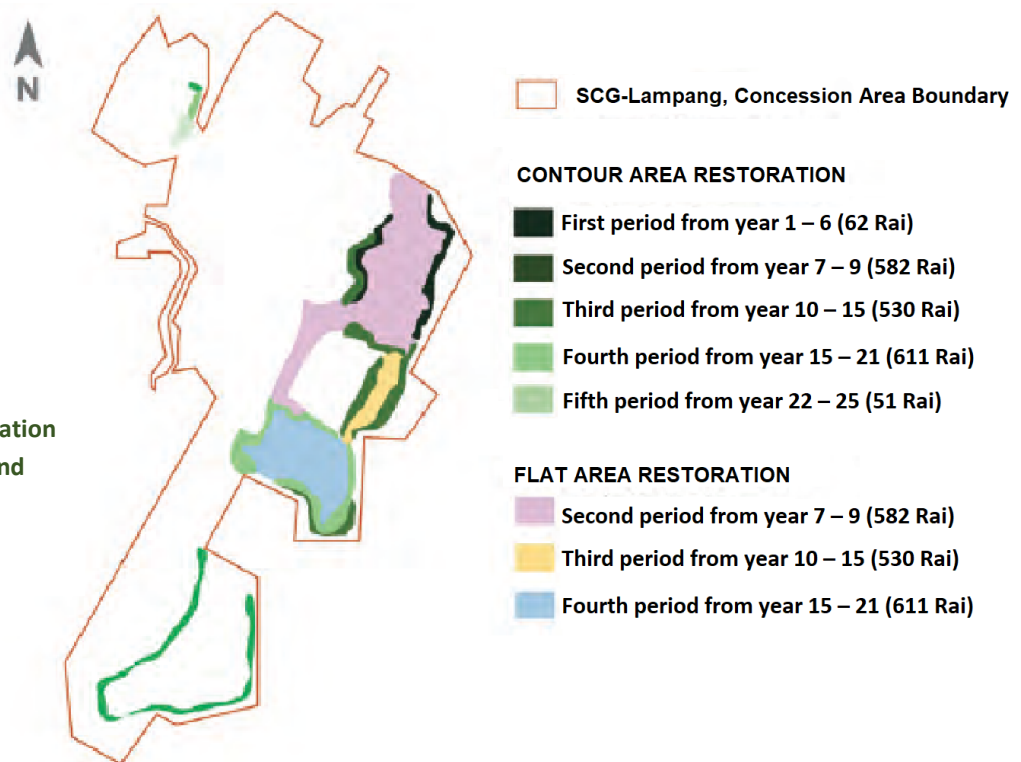 N
SCG-Lampang, Concession Area Boundary
CONTOUR AREA RESTORATION
First period from year 1 – 6 (62 Rai)
Second period from year 7 – 9 (582 Rai)
Third period from year 10 – 15 (530 Rai)
Fourth period from year 15 – 21 (611 Rai)
Fifth period from year 22 – 25 (51 Rai)
ation
nd
FLAT AREA RESTORATION
Second period from year 7 – 9 (582 Rai)
Third period from year 10 – 15 (530 Rai)
Fourth period from year 15 – 21 (611 Rai)